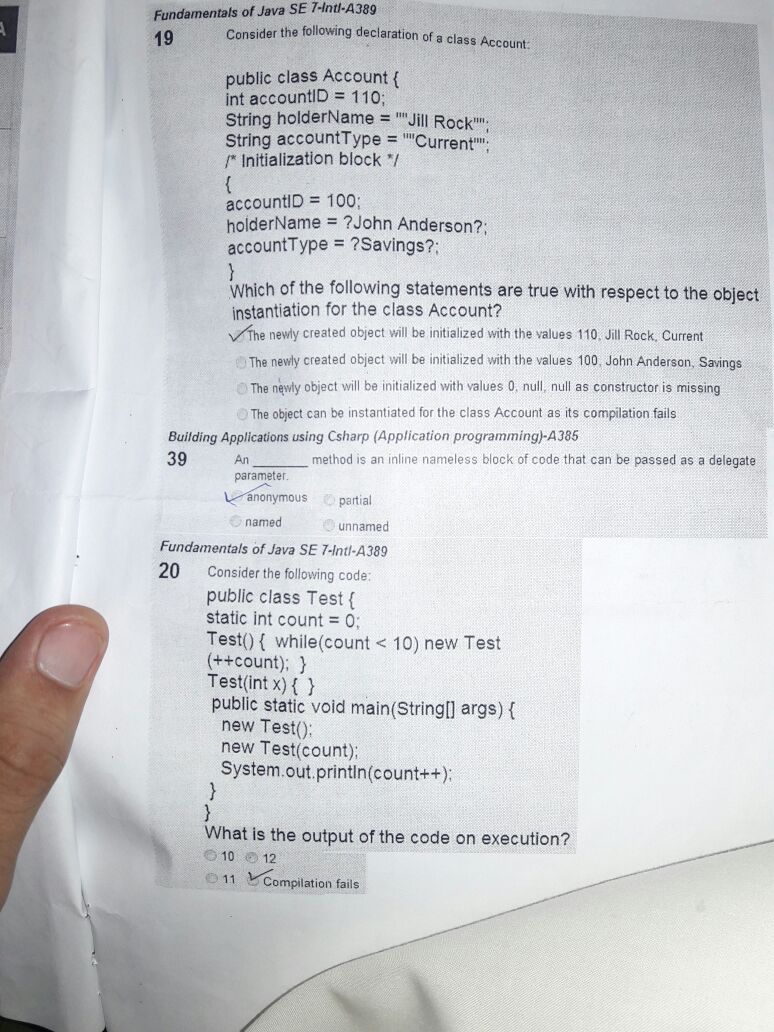 A
Fundamentals of Java SE 7-Intl-A389
19 Consider the following declaration of a class Account:
public class Account {
int accountID = 110;
String holderName = ""Jill Rock"";
String accountType = ""Current"";
/* Initialization block */
{
accountID = 100;
holderName = ?John Anderson?;
accountType = ?Savings?;
}
Which of the following statements are true with respect to the object
instantiation for the class Account?
The newly created object will be initialized with the values 110, Jill Rock, Current
The newly created object will be initialized with the values 100, John Anderson, Savings
The newly object will be initialized with values 0, null, null as constructor is missing
The object can be instantiated for the class Account as its compilation fails
Building Applications using Csharp (Application programming)-A385
39 An ________ method is an inline nameless block of code that can be passed as a delegate
parameter.
anonymous partial
named unnamed
Fundamentals of Java SE 7-Intl-A389
20 Consider the following code:
public class Test {
static int count = 0;
Test() { while(count < 10) new Test
(++count); }
Test(int x) { }
public static void main(String[] args) {
new Test();
new Test(count);
System.out.println(count++);
}
}
What is the output of the code on execution?
10 12
11 Compilation fails